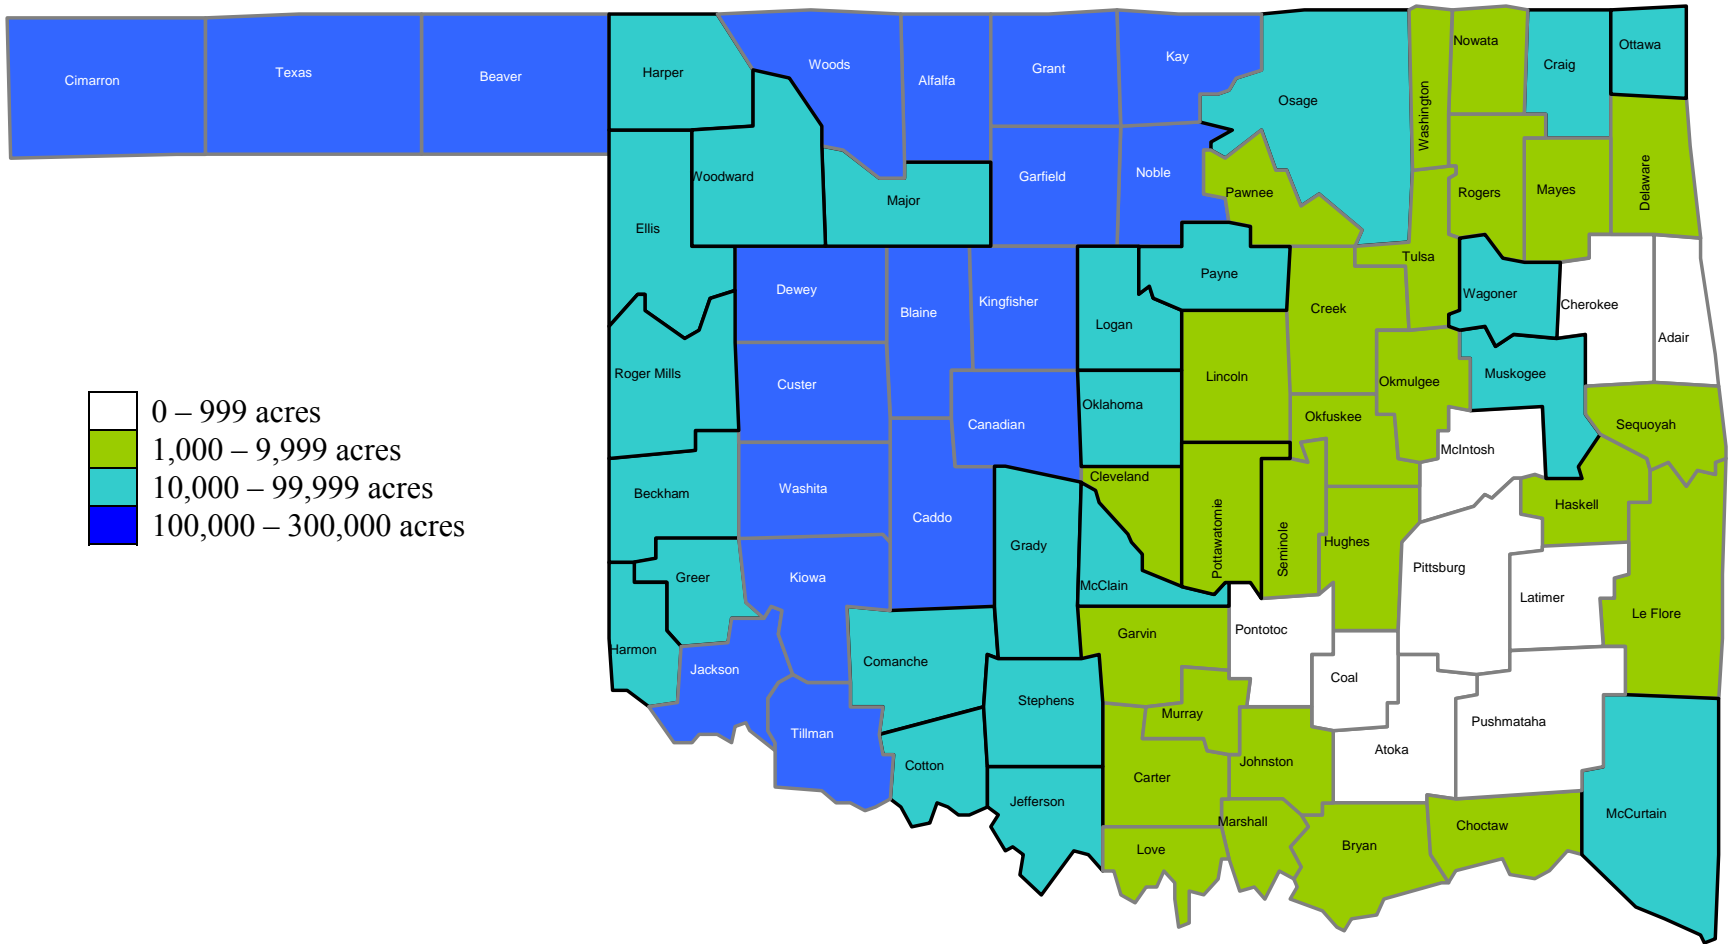 Cimarron
Texas
Beaver
Harper
Woods
Alfalfa
Grant
Kay
Osage
Washington
Nowata
Craig
Ottawa
Woodward
Major
Garfield
Noble
Pawnee
Rogers
Mayes
Delaware
Ellis
Dewey
Blaine
Kingfisher
Logan
Payne
Creek
Tulsa
Wagoner
Cherokee
Adair
Roger Mills
Custer
Canadian
Oklahoma
Lincoln
Okfuskee
Okmulgee
Muskogee
Sequoyah
McIntosh
0 – 999 acres
1,000 – 9,999 acres
10,000 – 99,999 acres
100,000 – 300,000 acres
Beckham
Washita
Caddo
Cleveland
Pottawatomie
Seminole
Hughes
Haskell
Greer
Kiowa
Grady
McClain
Pittsburg
Latimer
Le Flore
Harmon
Jackson
Comanche
Garvin
Pontotoc
Coal
Stephens
Murray
Tillman
Cotton
Jefferson
Carter
Johnston
Atoka
Pushmataha
Love
Marshall
Bryan
Choctaw
McCurtain